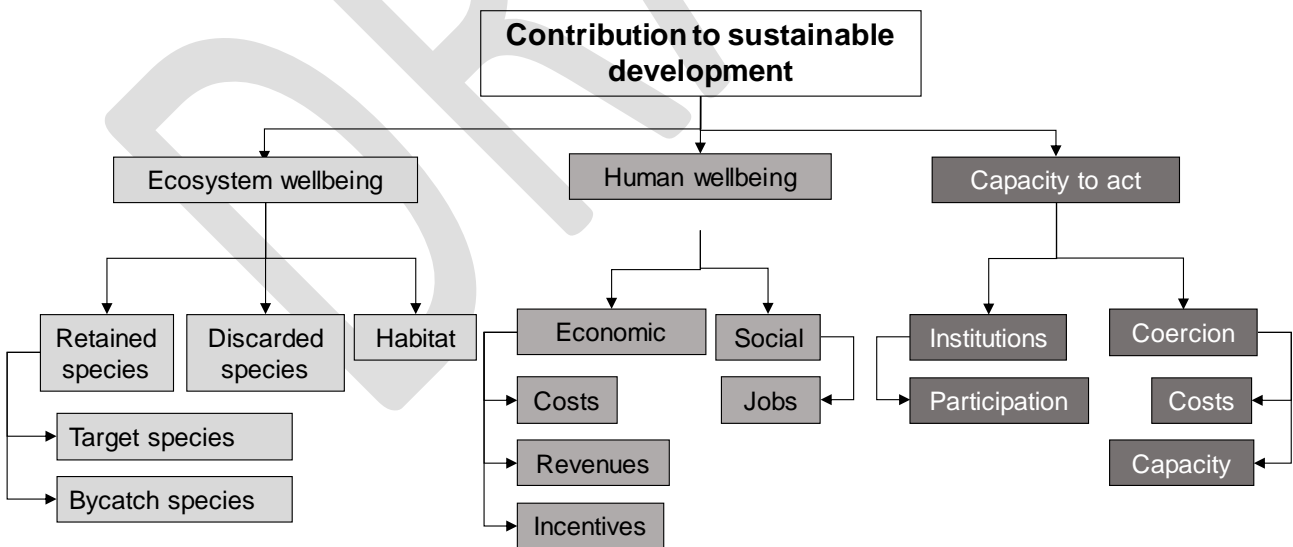 Contribution to sustainable
development
Ecosystem wellbeing
Human wellbeing
Capacity to act
Retained
species
Discarded
species
Habitat
Economic
Social
Institutions
Coercion
Costs
Jobs
Participation
Costs
Target species
Revenues
Capacity
Bycatch species
Incentives